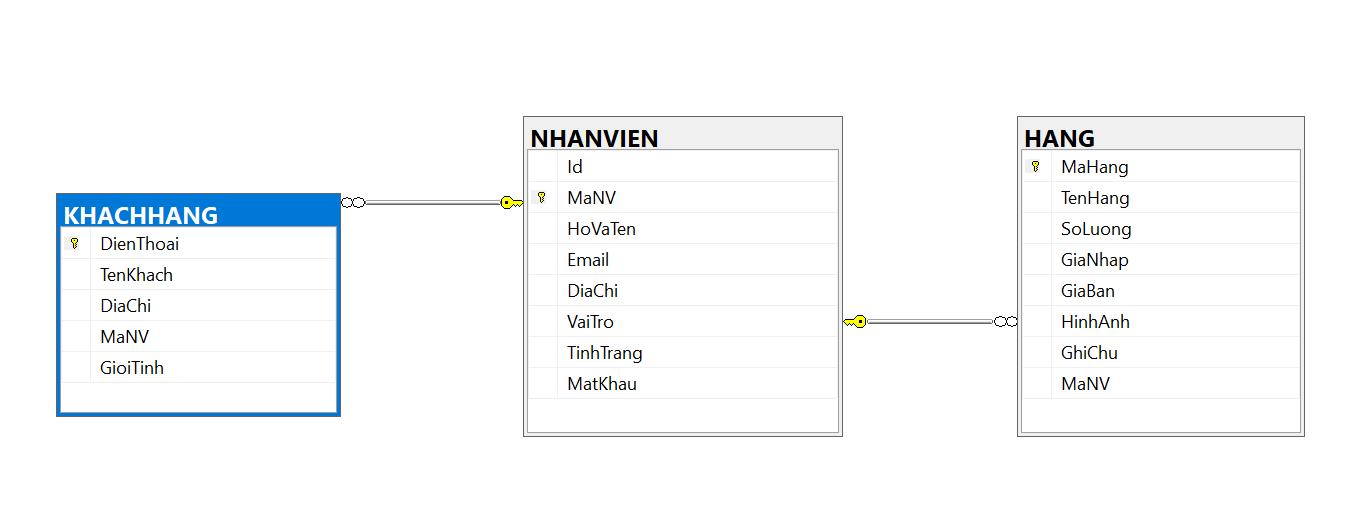 KHACHHANG
DienThoai
TenKhach
DiaChi
MaNV
GioiTinh
NHANVIEN
Id
MaNV
HoVaTen
Email
DiaChi
VaiTro
TinhTrang
MatKhau
HANG
MaHang
TenHang
SoLuong
GiaNhap
GiaBan
HinhAnh
GhiChu
MaNV